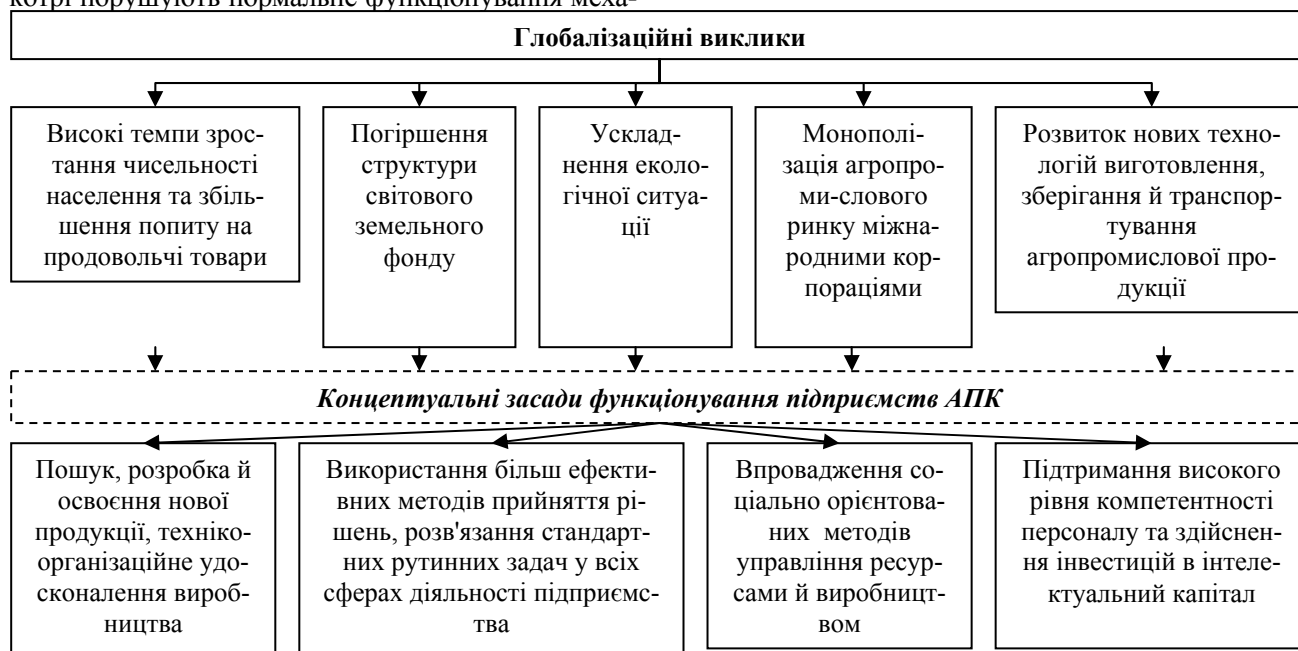 котрі порушують нормальне функціонування меха-
Глобалізаційні виклики
Високі темпи зрос-
тання чисельності
населення та збіль-
шення попиту на
продовольчі товари
Погіршення
структури
світового
земельного
фонду
Усклад-
нення еколо-
гічної ситуа-
ції
Монополі-
зація агропро-
ми-слового
ринку міжна-
родними кор-
пораціями
Розвиток нових техно-
логій виготовлення,
зберігання й транспор-
тування
агропромислової про-
дукції
Концептуальні засади функціонування підприємств АПК
Пошук, розробка й
освоєння нової
продукції, техніко-
організаційне удо-
сконалення вироб-
ництва
Використання більш ефекти-
вних методів прийняття рі-
шень, розв'язання стандарт-
них рутинних задач у всіх
сферах діяльності підприємс-
тва
Впровадження со-
ціально орієнтова-
них методів
управління ресур-
сами й виробницт-
вом
Підтримання високого
рівня компетентності
персоналу та здійснен-
ня інвестицій в інтеле-
ктуальний капітал